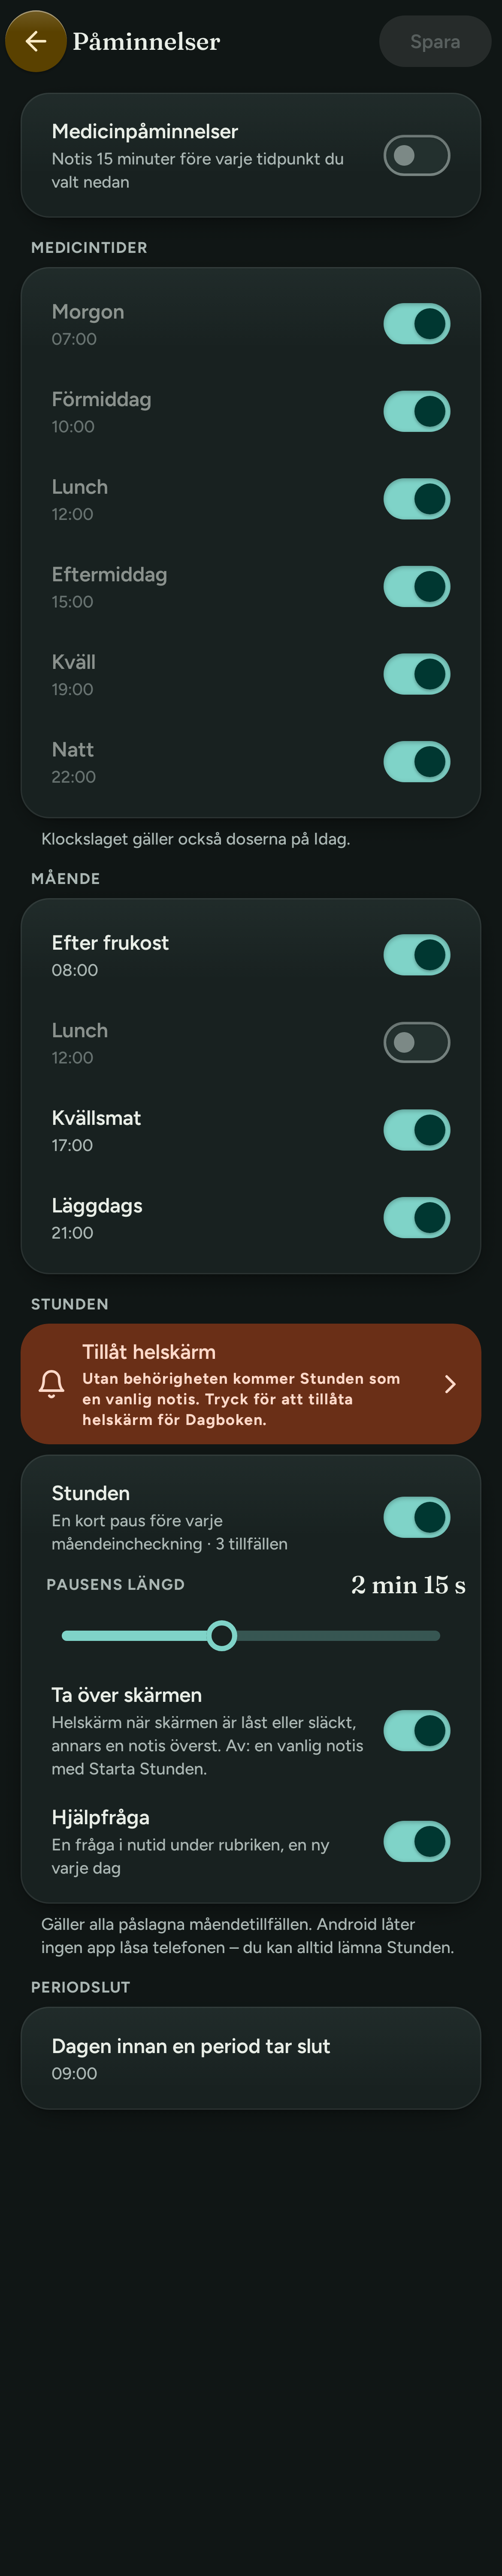 Påminnelser
Spara
Medicinpåminnelser
Notis 15 minuter före varje tidpunkt du
valt nedan
MEDICINTIDER
Morgon
07:00
Förmiddag
10:00
Lunch
12:00
Eftermiddag
15:00
Kväll
19:00
Natt
22:00
Klockslaget gäller också doserna på Idag.
MÅENDE
Efter frukost
08:00
Lunch
12:00
Kvällsmat
17:00
Läggdags
21:00
STUNDEN
Tillåt helskärm
Utan behörigheten kommer Stunden som
en vanlig notis. Tryck för att tillåta
helskärm för Dagboken.
Stunden
En kort paus före varje
måendeincheckning · 3 tillfällen
PAUSENS LÄNGD
2 min 15 s
Ta över skärmen
Helskärm när skärmen är låst eller släckt,
annars en notis överst. Av: en vanlig notis
med Starta Stunden.
Hjälpfråga
En fråga i nutid under rubriken, en ny
varje dag
Gäller alla påslagna måendetillfällen. Android låter
ingen app låsa telefonen – du kan alltid lämna Stunden.
PERIODSLUT
Dagen innan en period tar slut
09:00